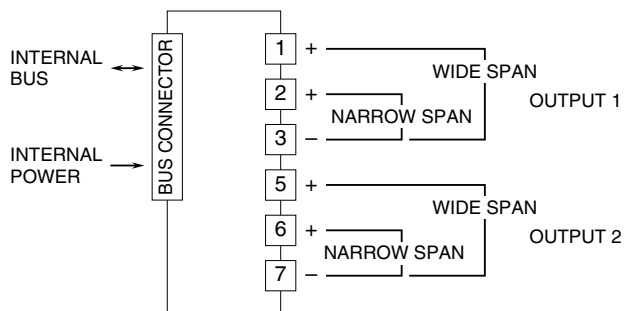 INTERNAL
BUS
INTERNAL
POWER
BUS CONNECTOR
1 +
WIDE SPAN
2 +
NARROW SPAN
3 –
OUTPUT 1
5 +
WIDE SPAN
6 +
NARROW SPAN
7 –
OUTPUT 2